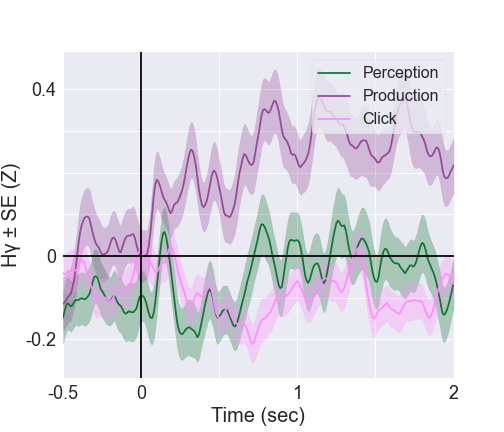 Perception
Production
Click
Hγ ± SE (Z)
0.4
0
-0.2
-0.5
0
1
2
Time (sec)